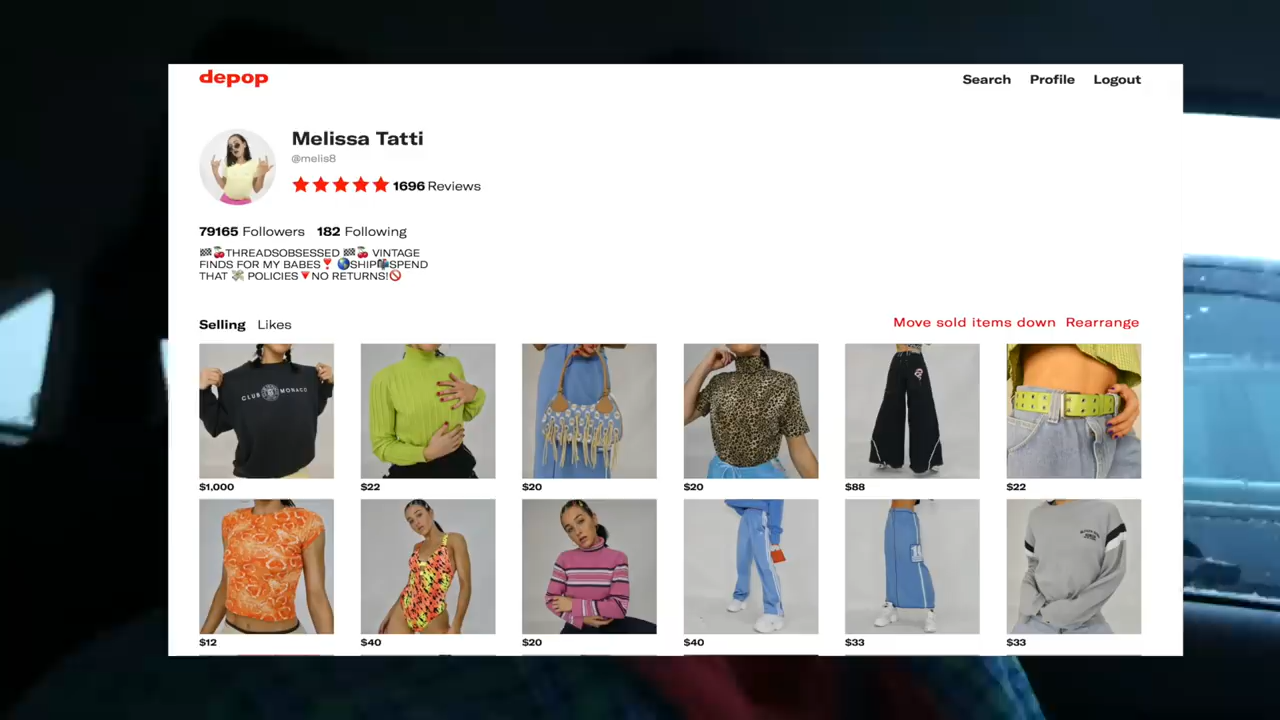 depop
Search Profile Logout
Melissa Tatti
@melis8
1696 Reviews
79165 Followers 182 Following
🏁🍒THREADSOBSESSED 🏁🍒 VINTAGE
FINDS FOR MY BABES❣️ 🌎SHIP📬SPEND
THAT 💸 POLICIES🔻NO RETURNS!🚫
Selling Likes
Move sold items down Rearrange
CLUB MONACO
$1,000
$22
$20
$20
$88
$22
$12
$40
$20
$40
$33
$33